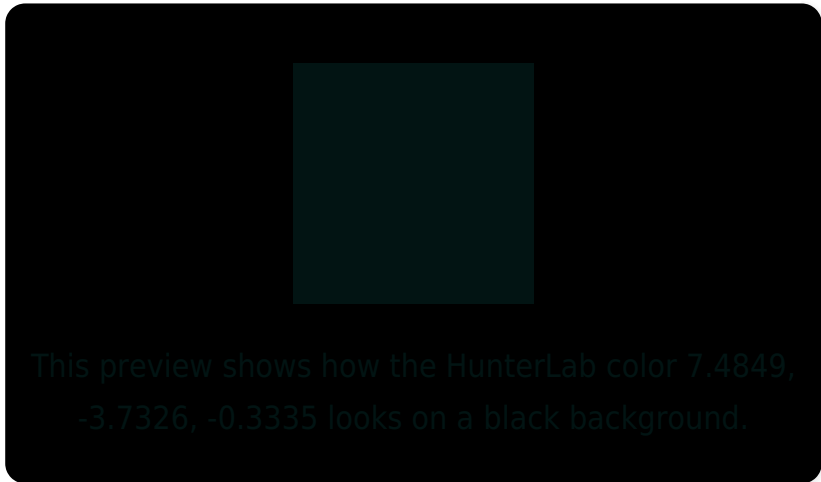 This preview shows how the HunterLab color 7.4849,
-3.7326, -0.3335 looks on a black background.